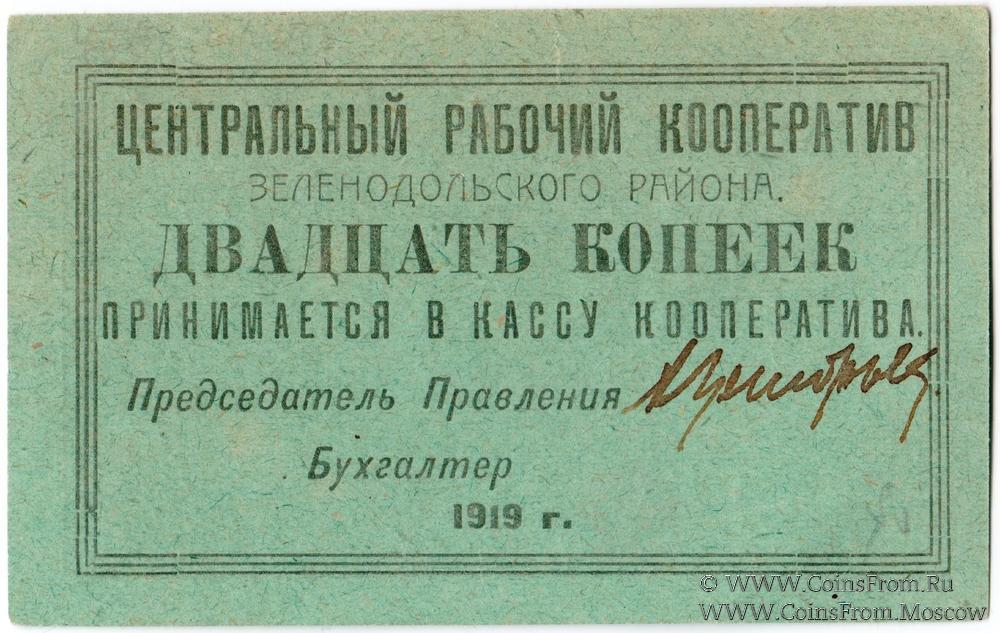 ЦЕНТРАЛЬНЫЙ РАБОЧИЙ КООПЕРАТИВ
ЗЕЛЕНОДОЛЬСКОГО РАЙОНА.
ДВАДЦАТЬ КОПЕЕК
ПРИНИМАЕТСЯ В КАССУ КООПЕРАТИВА.
Председатель Правления
Бухгалтер
1919 г.
© WWW.COINSFROM.RU
WWW.COINSFROM.MOSCOW